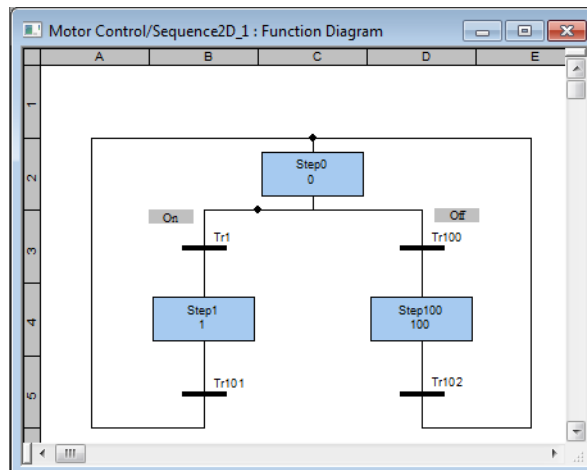 Motor Control/Sequence2D_1 : Function Diagram
A B C D E
1
2
3
4
5
Step0
0
On
Off
Tr1
Tr100
Step1
1
Step100
100
Tr101
Tr102